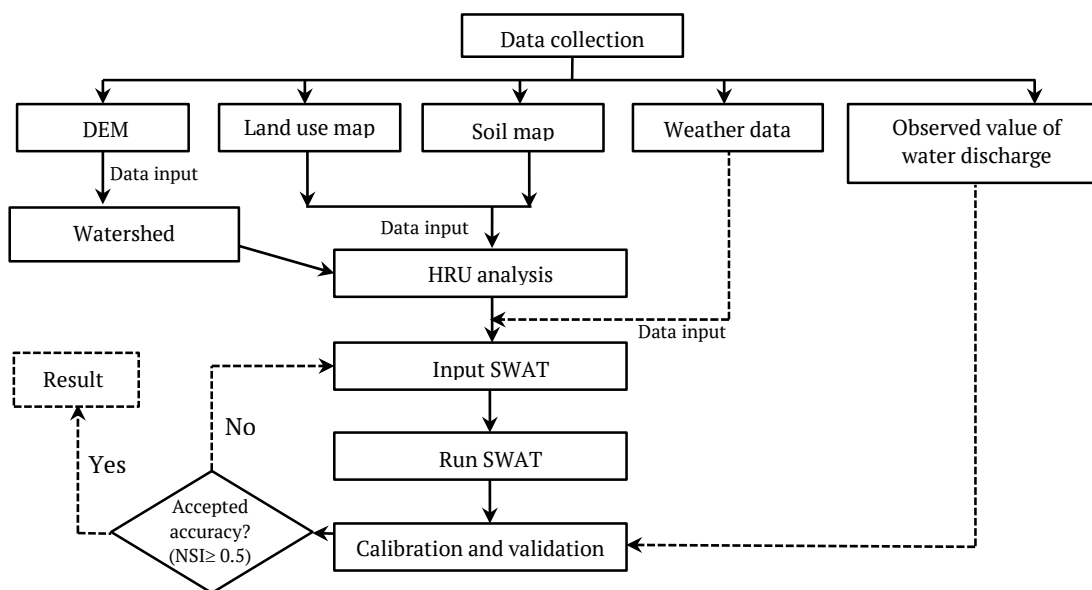 Data collection
DEM
Land use map
Soil map
Weather data
Observed value of
water discharge
Data input
Watershed
Data input
HRU analysis
Data input
Input SWAT
Result
No
Yes
Run SWAT
Accepted
accuracy?
(NSI≥ 0.5)
Calibration and validation